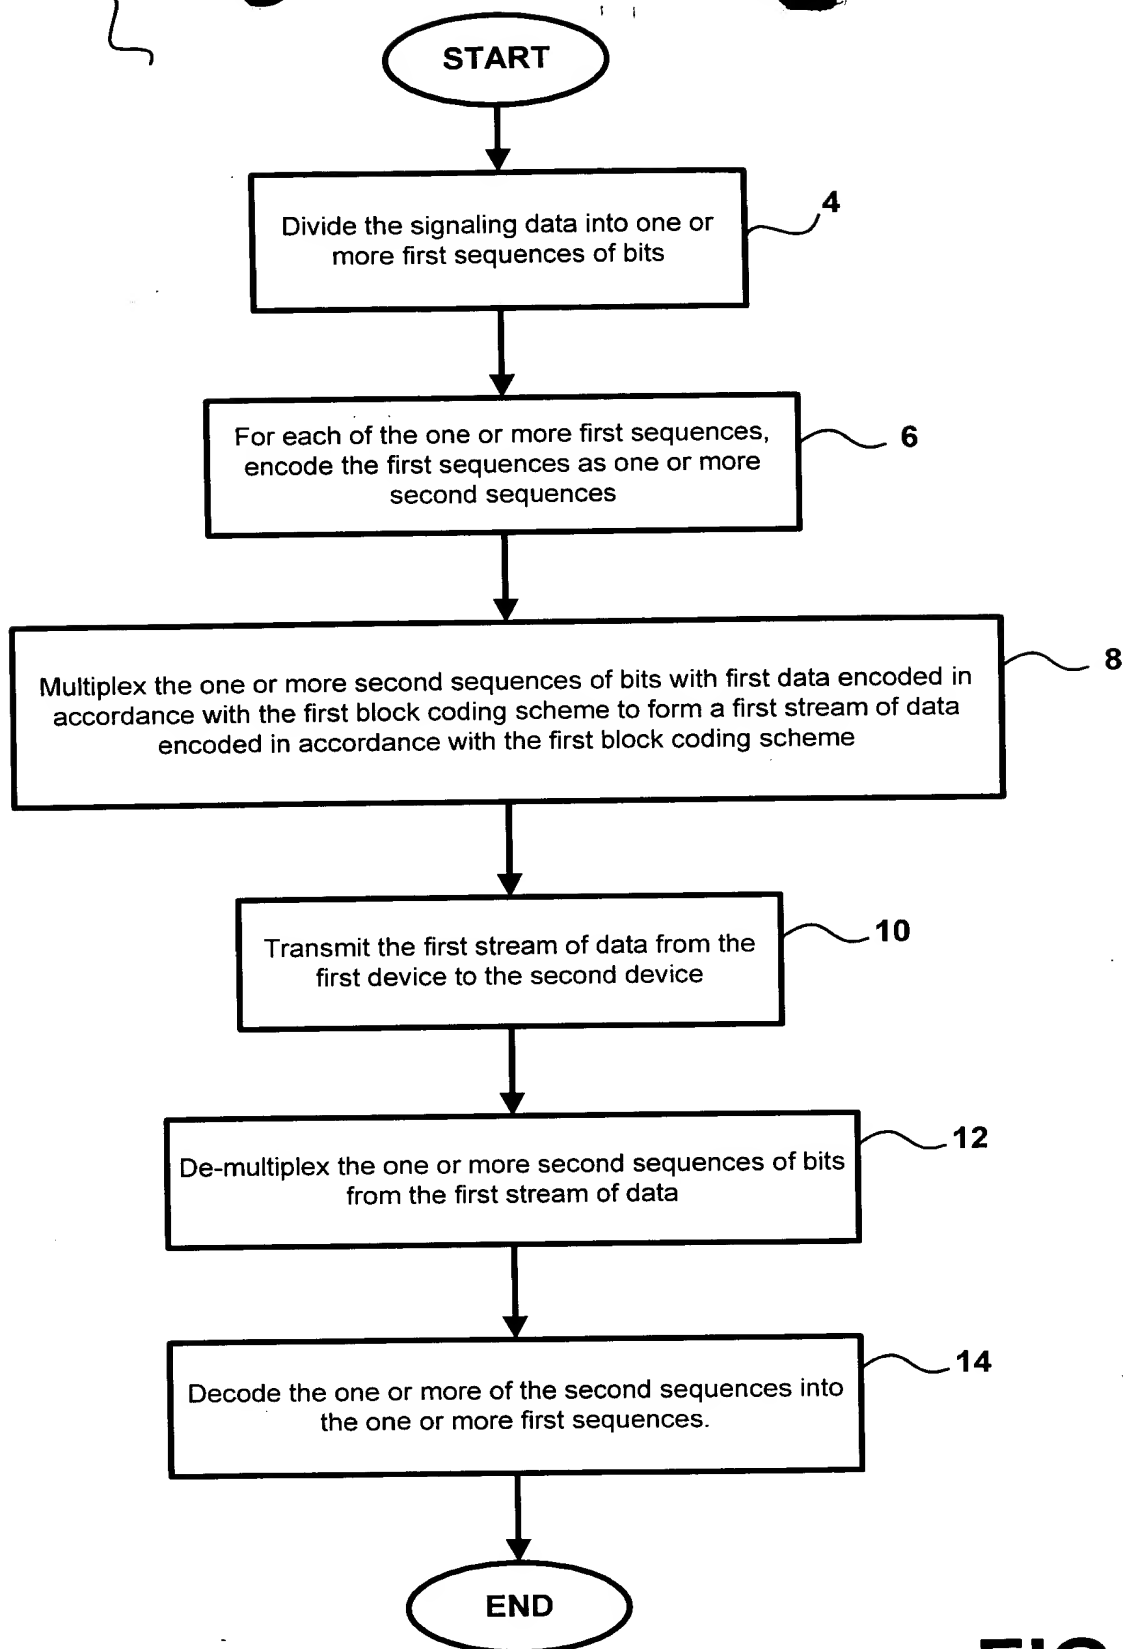 START
Divide the signaling data into one or
more first sequences of bits
4
For each of the one or more first sequences,
encode the first sequences as one or more
second sequences
6
Multiplex the one or more second sequences of bits with first data encoded in
accordance with the first block coding scheme to form a first stream of data
encoded in accordance with the first block coding scheme
8
Transmit the first stream of data from the
first device to the second device
10
De-multiplex the one or more second sequences of bits
from the first stream of data
12
Decode the one or more of the second sequences into
the one or more first sequences.
14
END